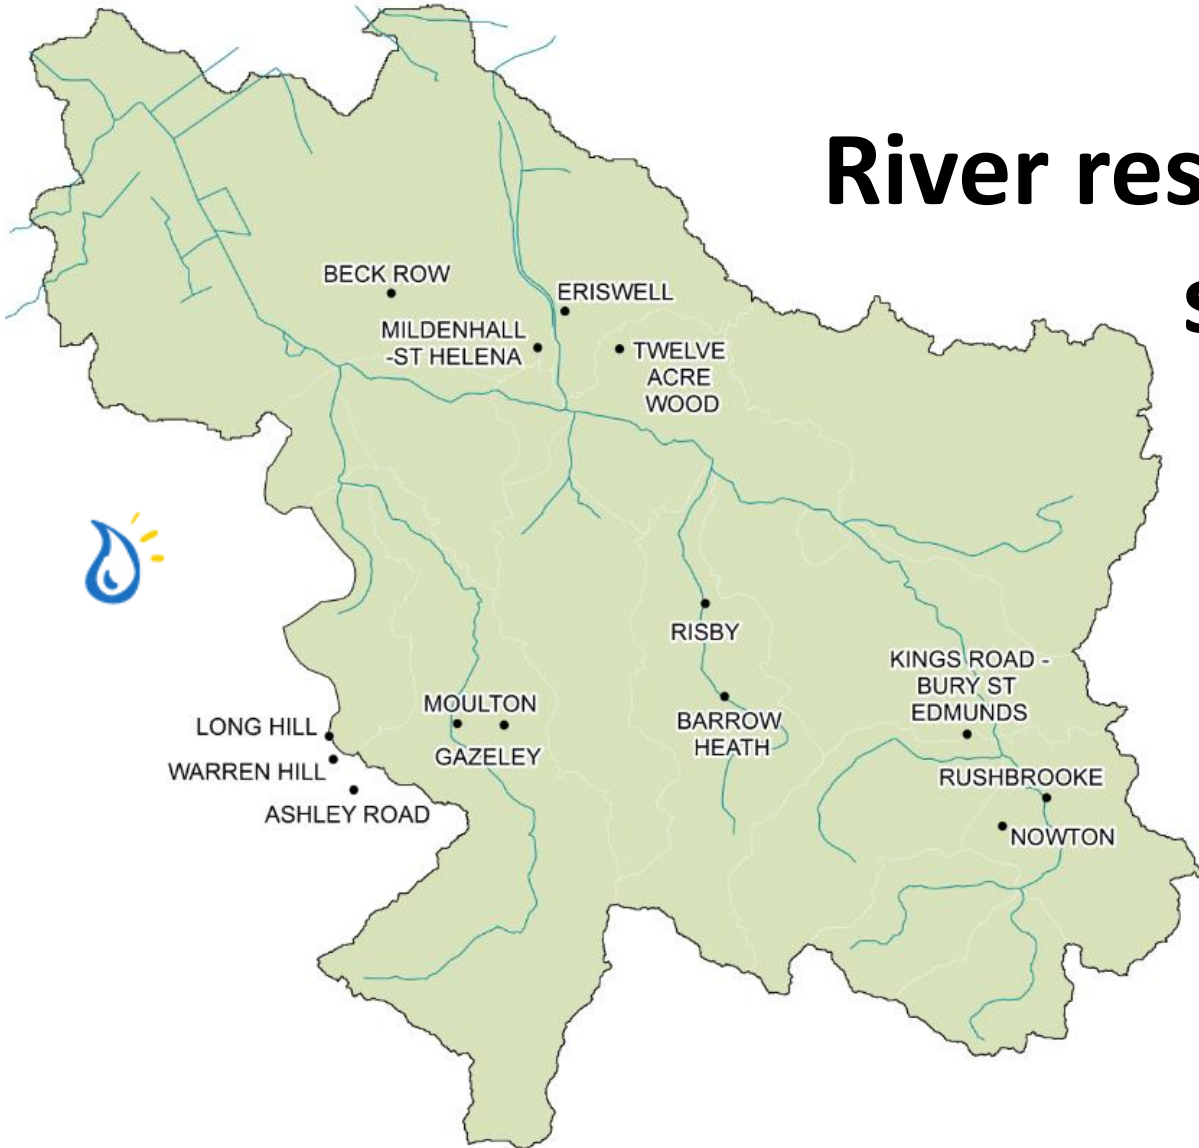 River res
BECK ROW
ERISWELL
MILDENHALL
-ST HELENA
TWELVE
ACRE
WOOD
RISBY
KINGS ROAD -
BURY ST
EDMUNDS
MOULTON
BARROW
HEATH
LONG HILL
GAZELEY
WARREN HILL
RUSHBROOKE
ASHLEY ROAD
NOWTON